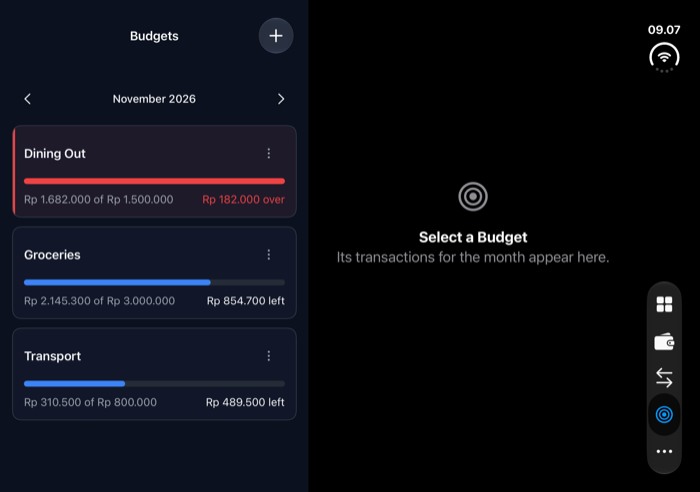 Budgets
09.07
November 2026
Dining Out
Rp 1.682.000 of Rp 1.500.000
Rp 182.000 over
Groceries
Rp 2.145.300 of Rp 3.000.000
Rp 854.700 left
Transport
Rp 310.500 of Rp 800.000
Rp 489.500 left
Select a Budget
Its transactions for the month appear here.